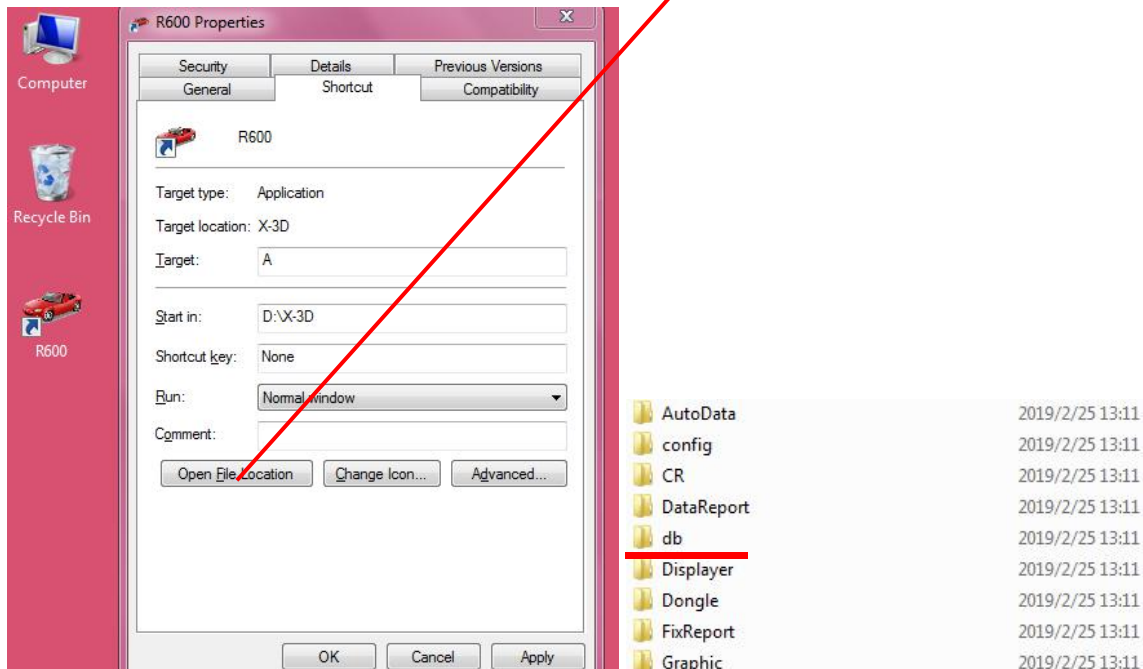 Computer
Recycle Bin
R600
R600 Properties
Security Details Previous Versions
General Shortcut Compatibility
R600
Target type: Application
Target location: X-3D
Target: A
Start in: D:\X-3D
Shortcut key: None
Run: Normal window
Comment:
Open File Location Change Icon... Advanced...
OK Cancel Apply
AutoData 2019/2/25 13:11
config 2019/2/25 13:11
CR 2019/2/25 13:11
DataReport 2019/2/25 13:11
db 2019/2/25 13:11
Displayer 2019/2/25 13:11
Dongle 2019/2/25 13:11
FixReport 2019/2/25 13:11
Graphic 2019/2/25 13:11